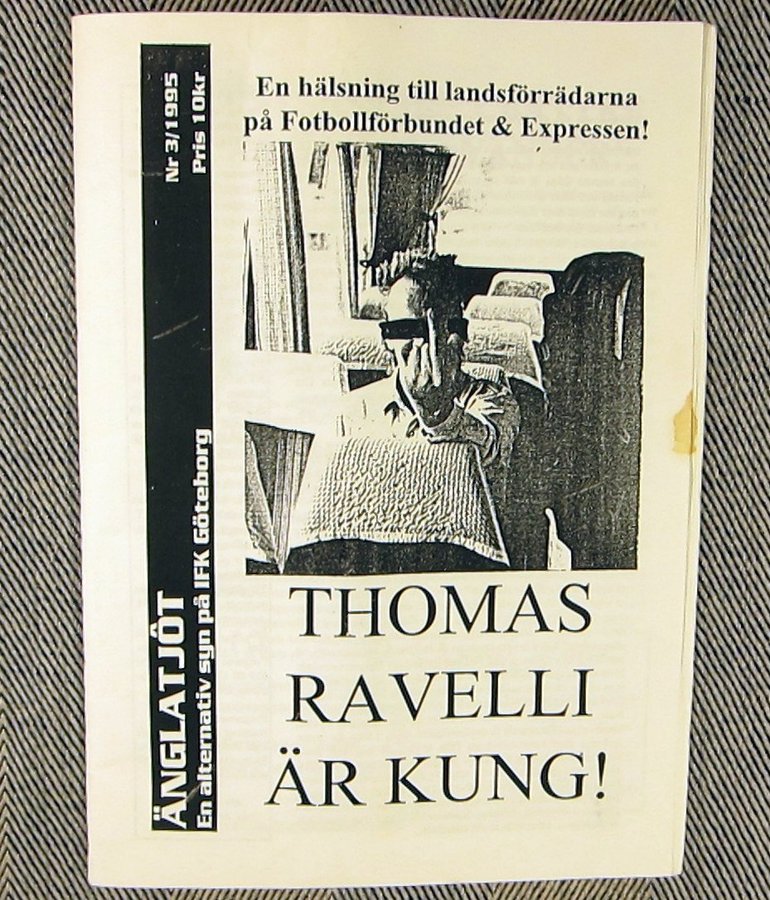 Nr 3/1995
Pris 10kr
ÄNGLATJÔT
En alternativ syn på IFK Göteborg
En hälsning till landsförrädarna
på Fotbollförbundet & Expressen!
THOMAS
RAVELLI
ÄR KUNG!